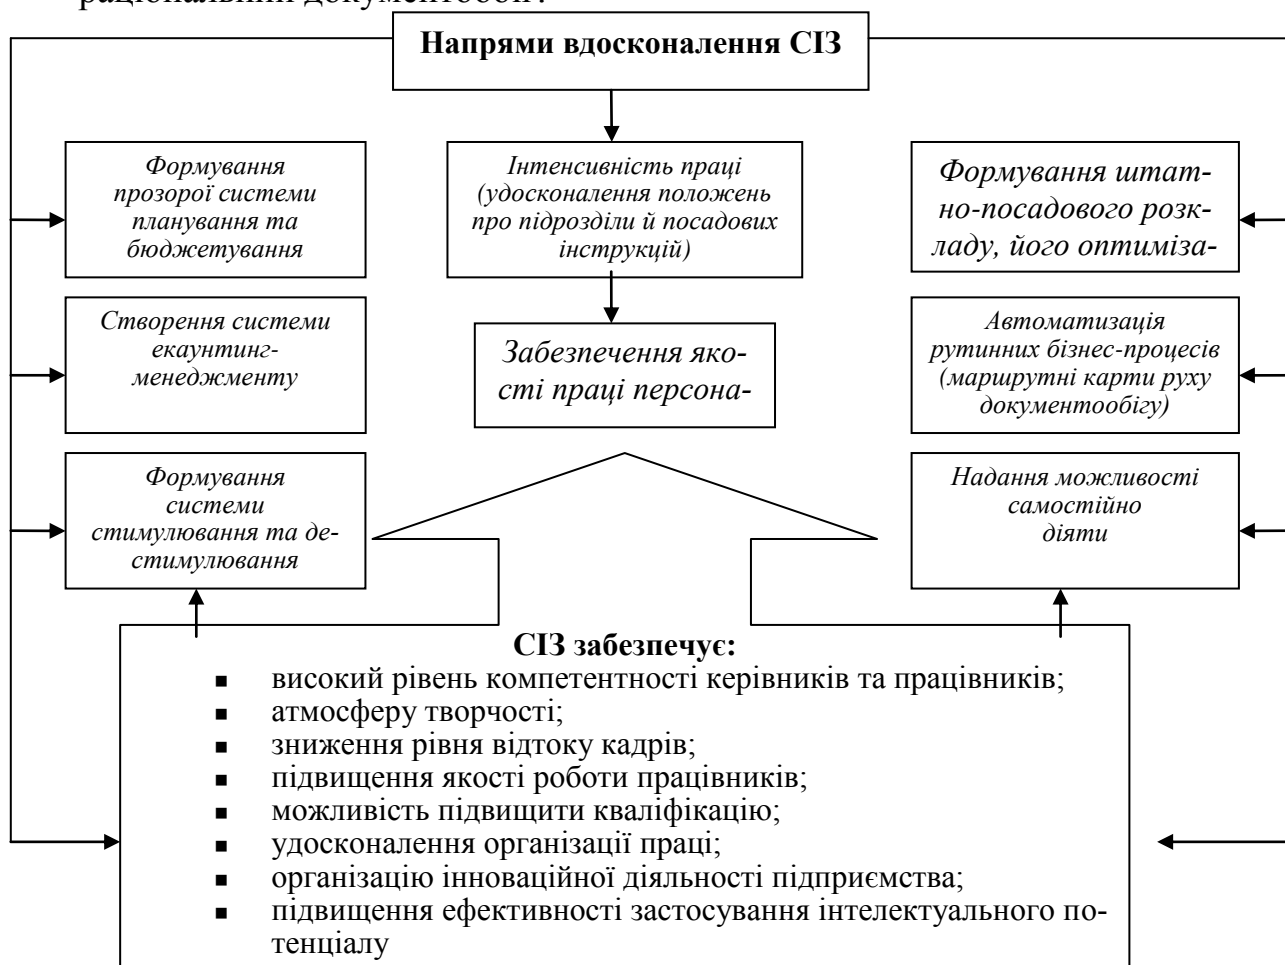 раціональний документообіг.
Напрями вдосконалення СІЗ
Формування
прозорої системи
планування та
бюджетування
Інтенсивність праці
(удосконалення положень
про підрозділи й посадових
інструкцій)
Формування штат-
но-посадового розк-
ладу, його оптиміза-
Створення системи
екаунтинг-
менеджменту
Забезпечення яко-
сті праці персона-
Автоматизація
рутинних бізнес-процесів
(маршрутні карти руху
документообігу)
Формування
системи
стимулювання та де-
стимулювання
Надання можливості
самостійно
діяти
СІЗ забезпечує:
▪ високий рівень компетентності керівників та працівників;
▪ атмосферу творчості;
▪ зниження рівня відтоку кадрів;
▪ підвищення якості роботи працівників;
▪ можливість підвищити кваліфікацію;
▪ удосконалення організації праці;
▪ організацію інноваційної діяльності підприємства;
▪ підвищення ефективності застосування інтелектуального по-
тенціалу